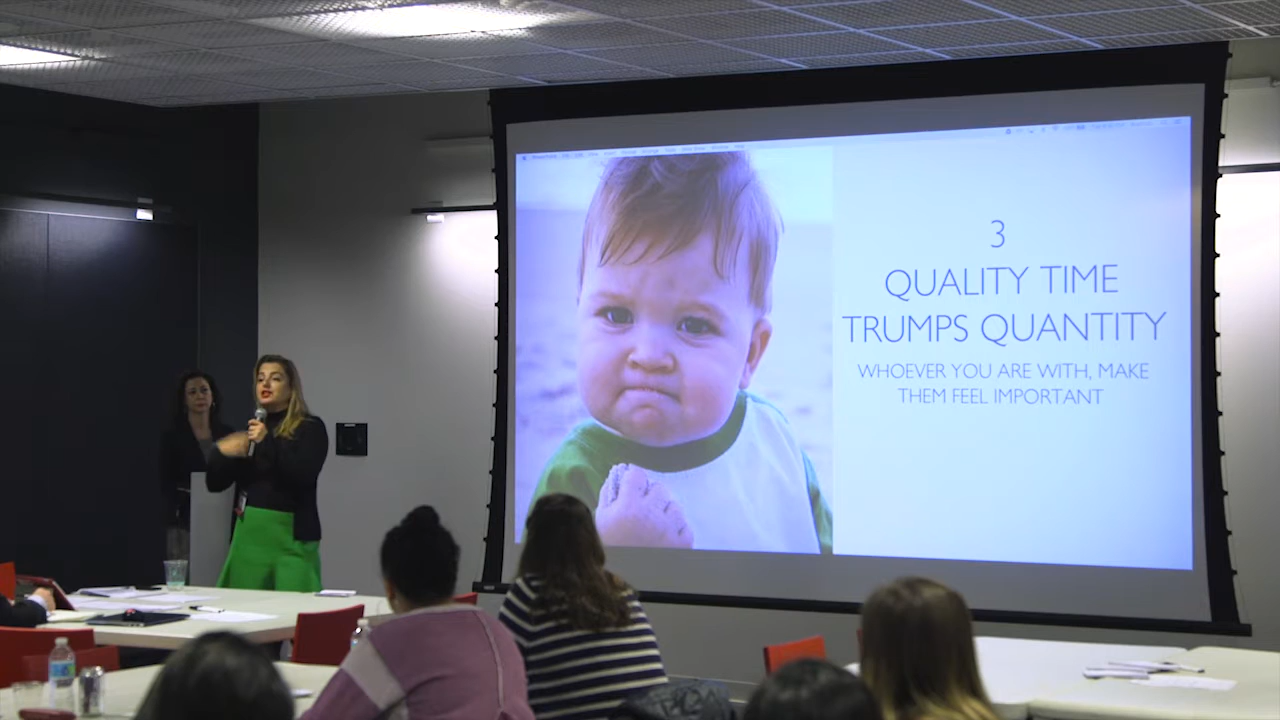 3
QUALITY TIME
TRUMPS QUANTITY
WHOEVER YOU ARE WITH, MAKE
THEM FEEL IMPORTANT